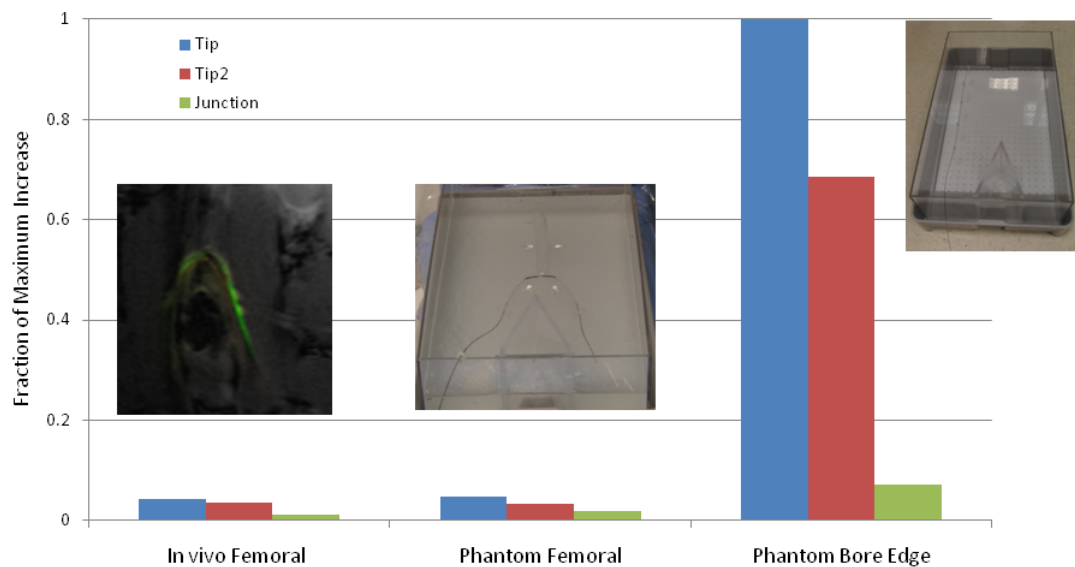 Fraction of Maximum Increase
1
0.8
0.6
0.4
0.2
0
Tip
Tip2
Junction
In vivo Femoral
Phantom Femoral
Phantom Bore Edge